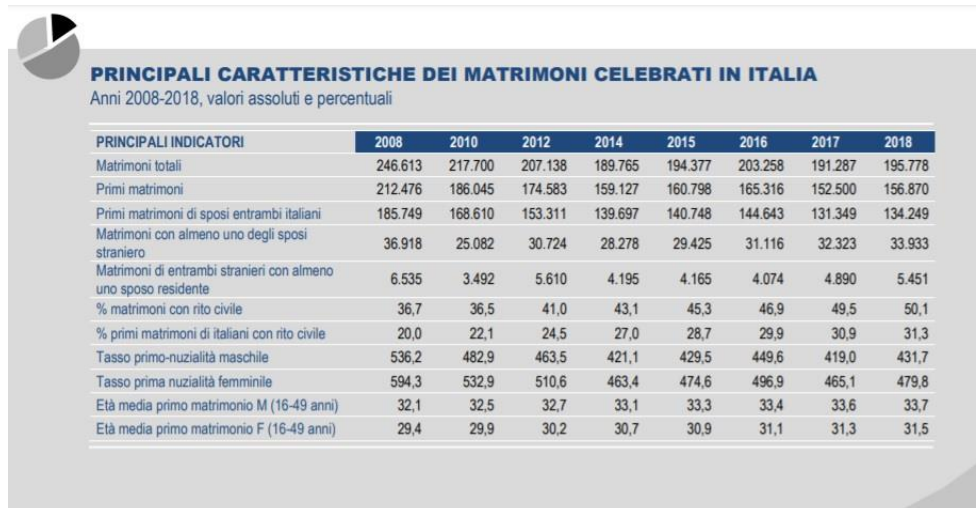 PRINCIPALI CARATTERISTICHE DEI MATRIMONI CELEBRATI IN ITALIA
Anni 2008-2018, valori assoluti e percentuali
PRINCIPALI INDICATORI 2008 2010 2012 2014 2015 2016 2017 2018
Matrimoni totali 246.613 217.700 207.138 189.765 194.377 203.258 191.287 195.778
Primi matrimoni 212.476 186.045 174.583 159.127 160.798 165.316 152.500 156.870
Primi matrimoni di sposi entrambi italiani 185.749 168.610 153.311 139.697 140.748 144.643 131.349 134.249
Matrimoni con almeno uno degli sposi
straniero 36.918 25.082 30.724 28.278 29.425 31.116 32.323 33.933
Matrimoni di entrambi stranieri con almeno
uno sposo residente 6.535 3.492 5.610 4.195 4.165 4.074 4.890 5.451
% matrimoni con rito civile 36,7 36,5 41,0 43,1 45,3 46,9 49,5 50,1
% primi matrimoni di italiani con rito civile 20,0 22,1 24,5 27,0 28,7 29,9 30,9 31,3
Tasso primo-nuzialità maschile 536,2 482,9 463,5 421,1 429,5 449,6 419,0 431,7
Tasso prima nuzialità femminile 594,3 532,9 510,6 463,4 474,6 496,9 465,1 479,8
Età media primo matrimonio M (16-49 anni) 32,1 32,5 32,7 33,1 33,3 33,4 33,6 33,7
Età media primo matrimonio F (16-49 anni) 29,4 29,9 30,2 30,7 30,9 31,1 31,3 31,5